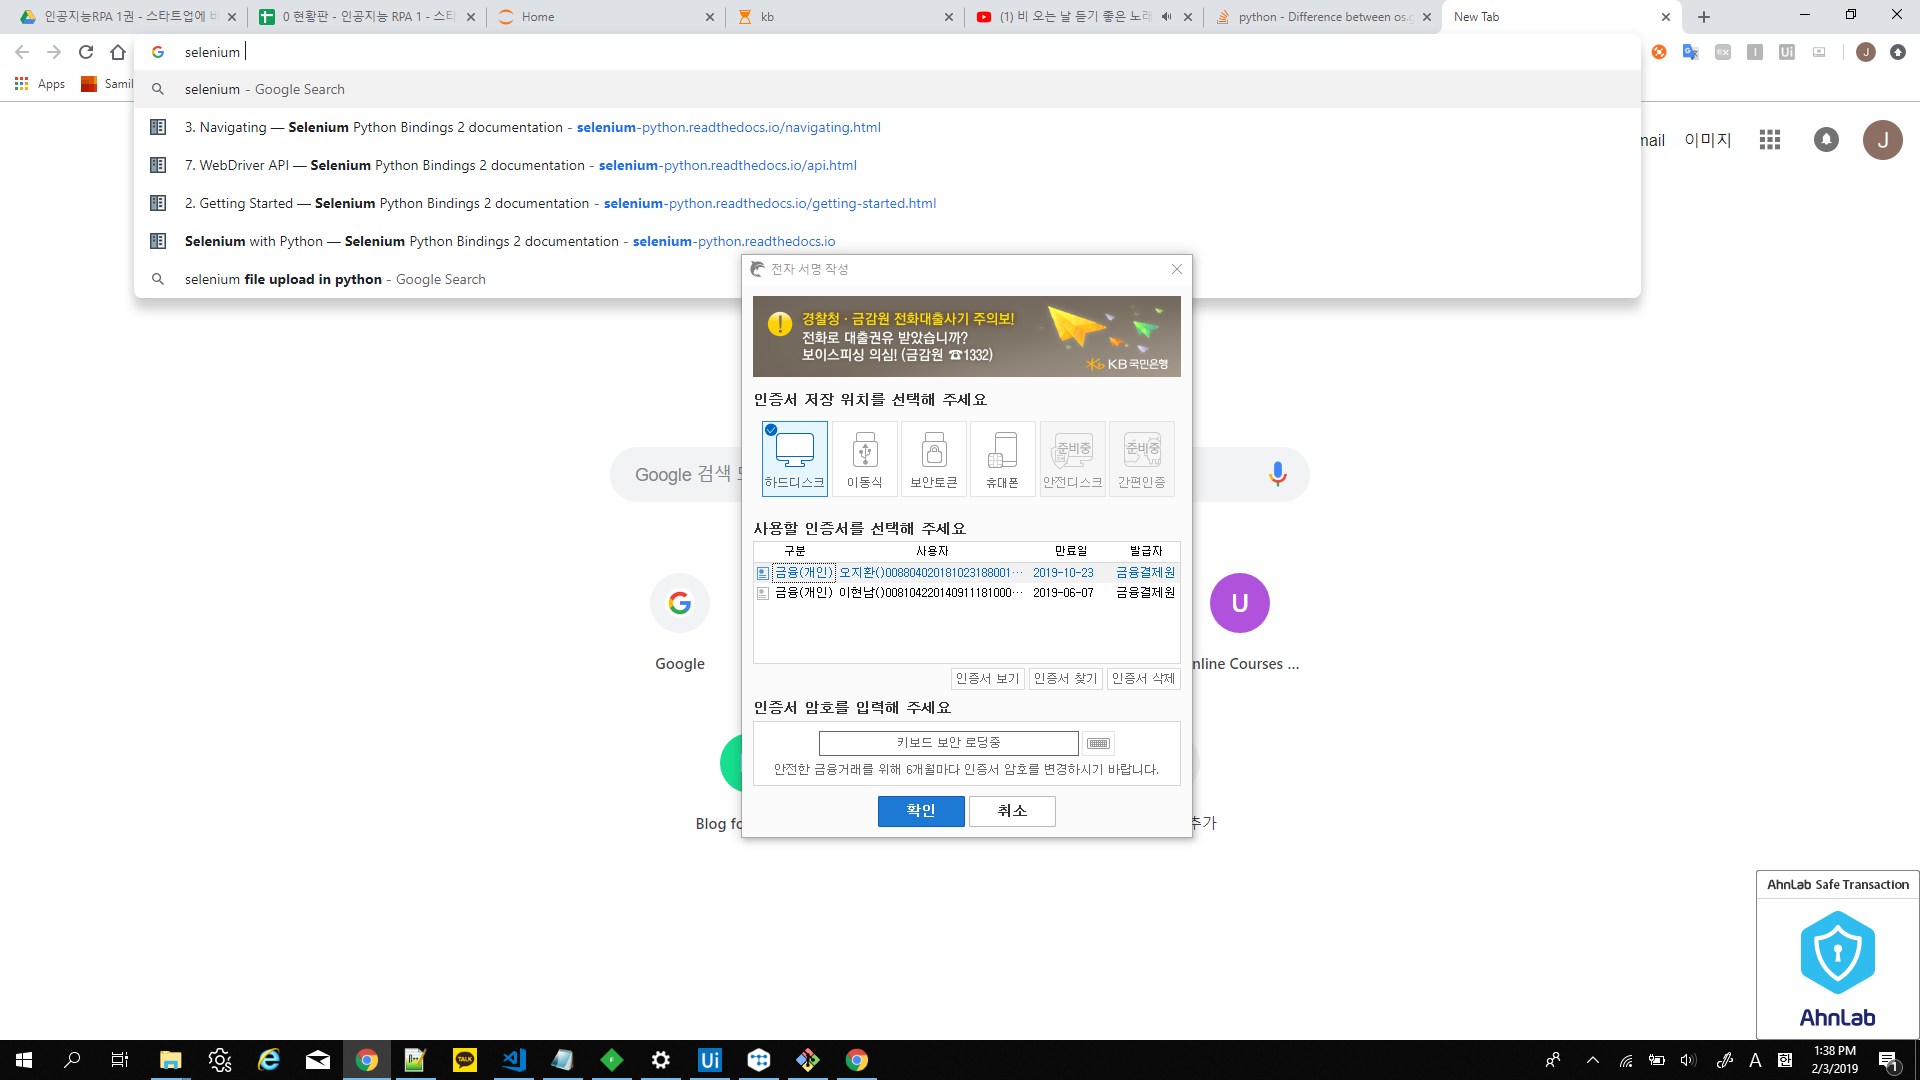 인공지능RPA 1권 - 스타트업에 바
0 현황판 - 인공지능 RPA 1 - 스타
Home
kb
(1) 비 오는 날 듣기 좋은 노래
python - Difference between os.g
New Tab
selenium
Apps
Samil
selenium - Google Search
3. Navigating — Selenium Python Bindings 2 documentation - selenium-python.readthedocs.io/navigating.html
7. WebDriver API — Selenium Python Bindings 2 documentation - selenium-python.readthedocs.io/api.html
2. Getting Started — Selenium Python Bindings 2 documentation - selenium-python.readthedocs.io/getting-started.html
Selenium with Python — Selenium Python Bindings 2 documentation - selenium-python.readthedocs.io
selenium file upload in python - Google Search
mail 이미지
J
전자 서명 작성
경찰청·금감원 전화대출사기 주의보!
전화로 대출권유 받았습니까?
보이스피싱 의심! (금감원 ☎1332)
KB국민은행
인증서 저장 위치를 선택해 주세요
준비중 준비중
하드디스크 이동식 보안토큰 휴대폰 안전디스크 간편인증
Google 검색
사용할 인증서를 선택해 주세요
구분 사용자 만료일 발급자
금융(개인) 오지환()008804020181023188001··· 2019-10-23 금융결제원
금융(개인) 이현남()008104220140911181000··· 2019-06-07 금융결제원
U
Google
nline Courses ...
인증서 보기 인증서 찾기 인증서 삭제
인증서 암호를 입력해 주세요
키보드 보안 로딩중
안전한 금융거래를 위해 6개월마다 인증서 암호를 변경하시기 바랍니다.
확인 취소
Blog fo
추가
AhnLab Safe Transaction
AhnLab
TALK
Ui
A
한
1:38 PM
2/3/2019
1